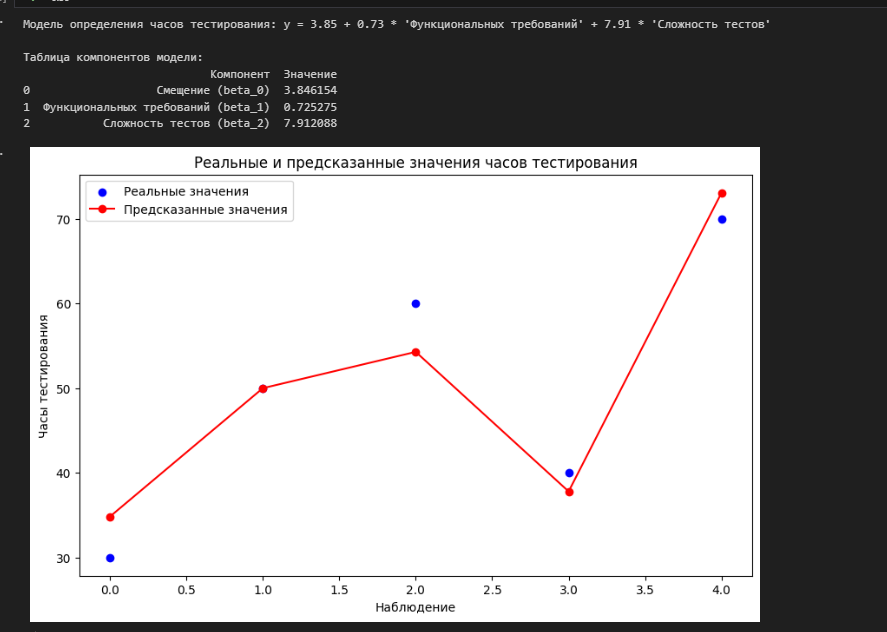 Модель определения часов тестирования: y = 3.85 + 0.73 * 'Функциональных требований' + 7.91 * 'Сложность тестов'
Таблица компонентов модели:
Компонент Значение
0 Смещение (beta_0) 3.846154
1 Функциональных требований (beta_1) 0.725275
2 Сложность тестов (beta_2) 7.912088
Реальные и предсказанные значения часов тестирования
Реальные значения
Предсказанные значения
70
60
50
40
30
Часы тестирования
0.0 0.5 1.0 1.5 2.0 2.5 3.0 3.5 4.0
Наблюдение